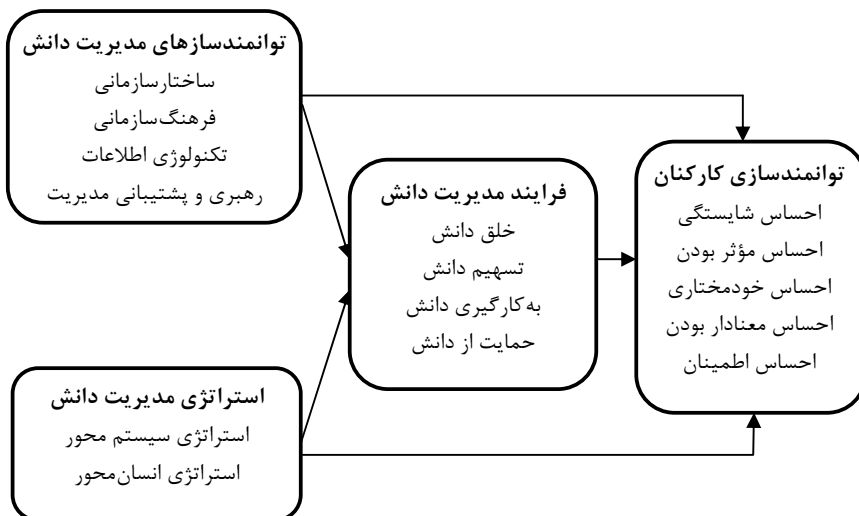 توانمندسازهای مدیریت دانش
ساختارسازمانی
فرهنگ‌سازمانی
تکنولوژی اطلاعات
رهبری و پشتیبانی مدیریت
توانمندسازی کارکنان
احساس شایستگی
احساس مؤثر بودن
احساس خودمختاری
احساس معنادار بودن
احساس اطمینان
فرایند مدیریت دانش
خلق دانش
تسهیم دانش
به‌کارگیری دانش
حمایت از دانش
استراتژی مدیریت دانش
استراتژی سیستم محور
استراتژی انسان‌محور